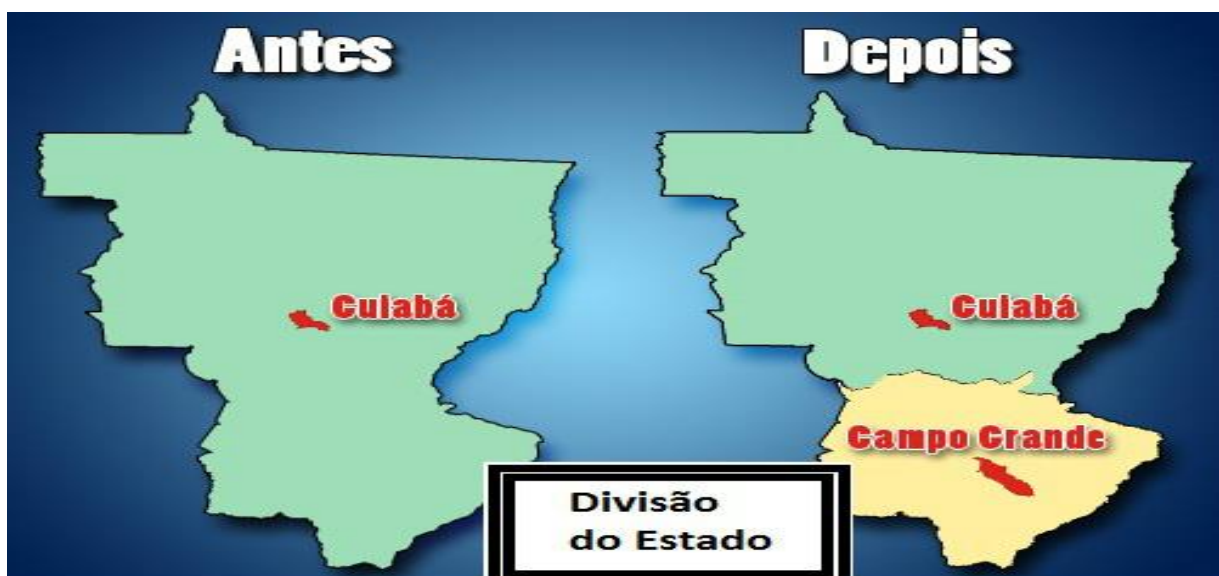 Antes
Depois
Cuiabá
Cuiabá
Campo Grande
Divisão
do Estado